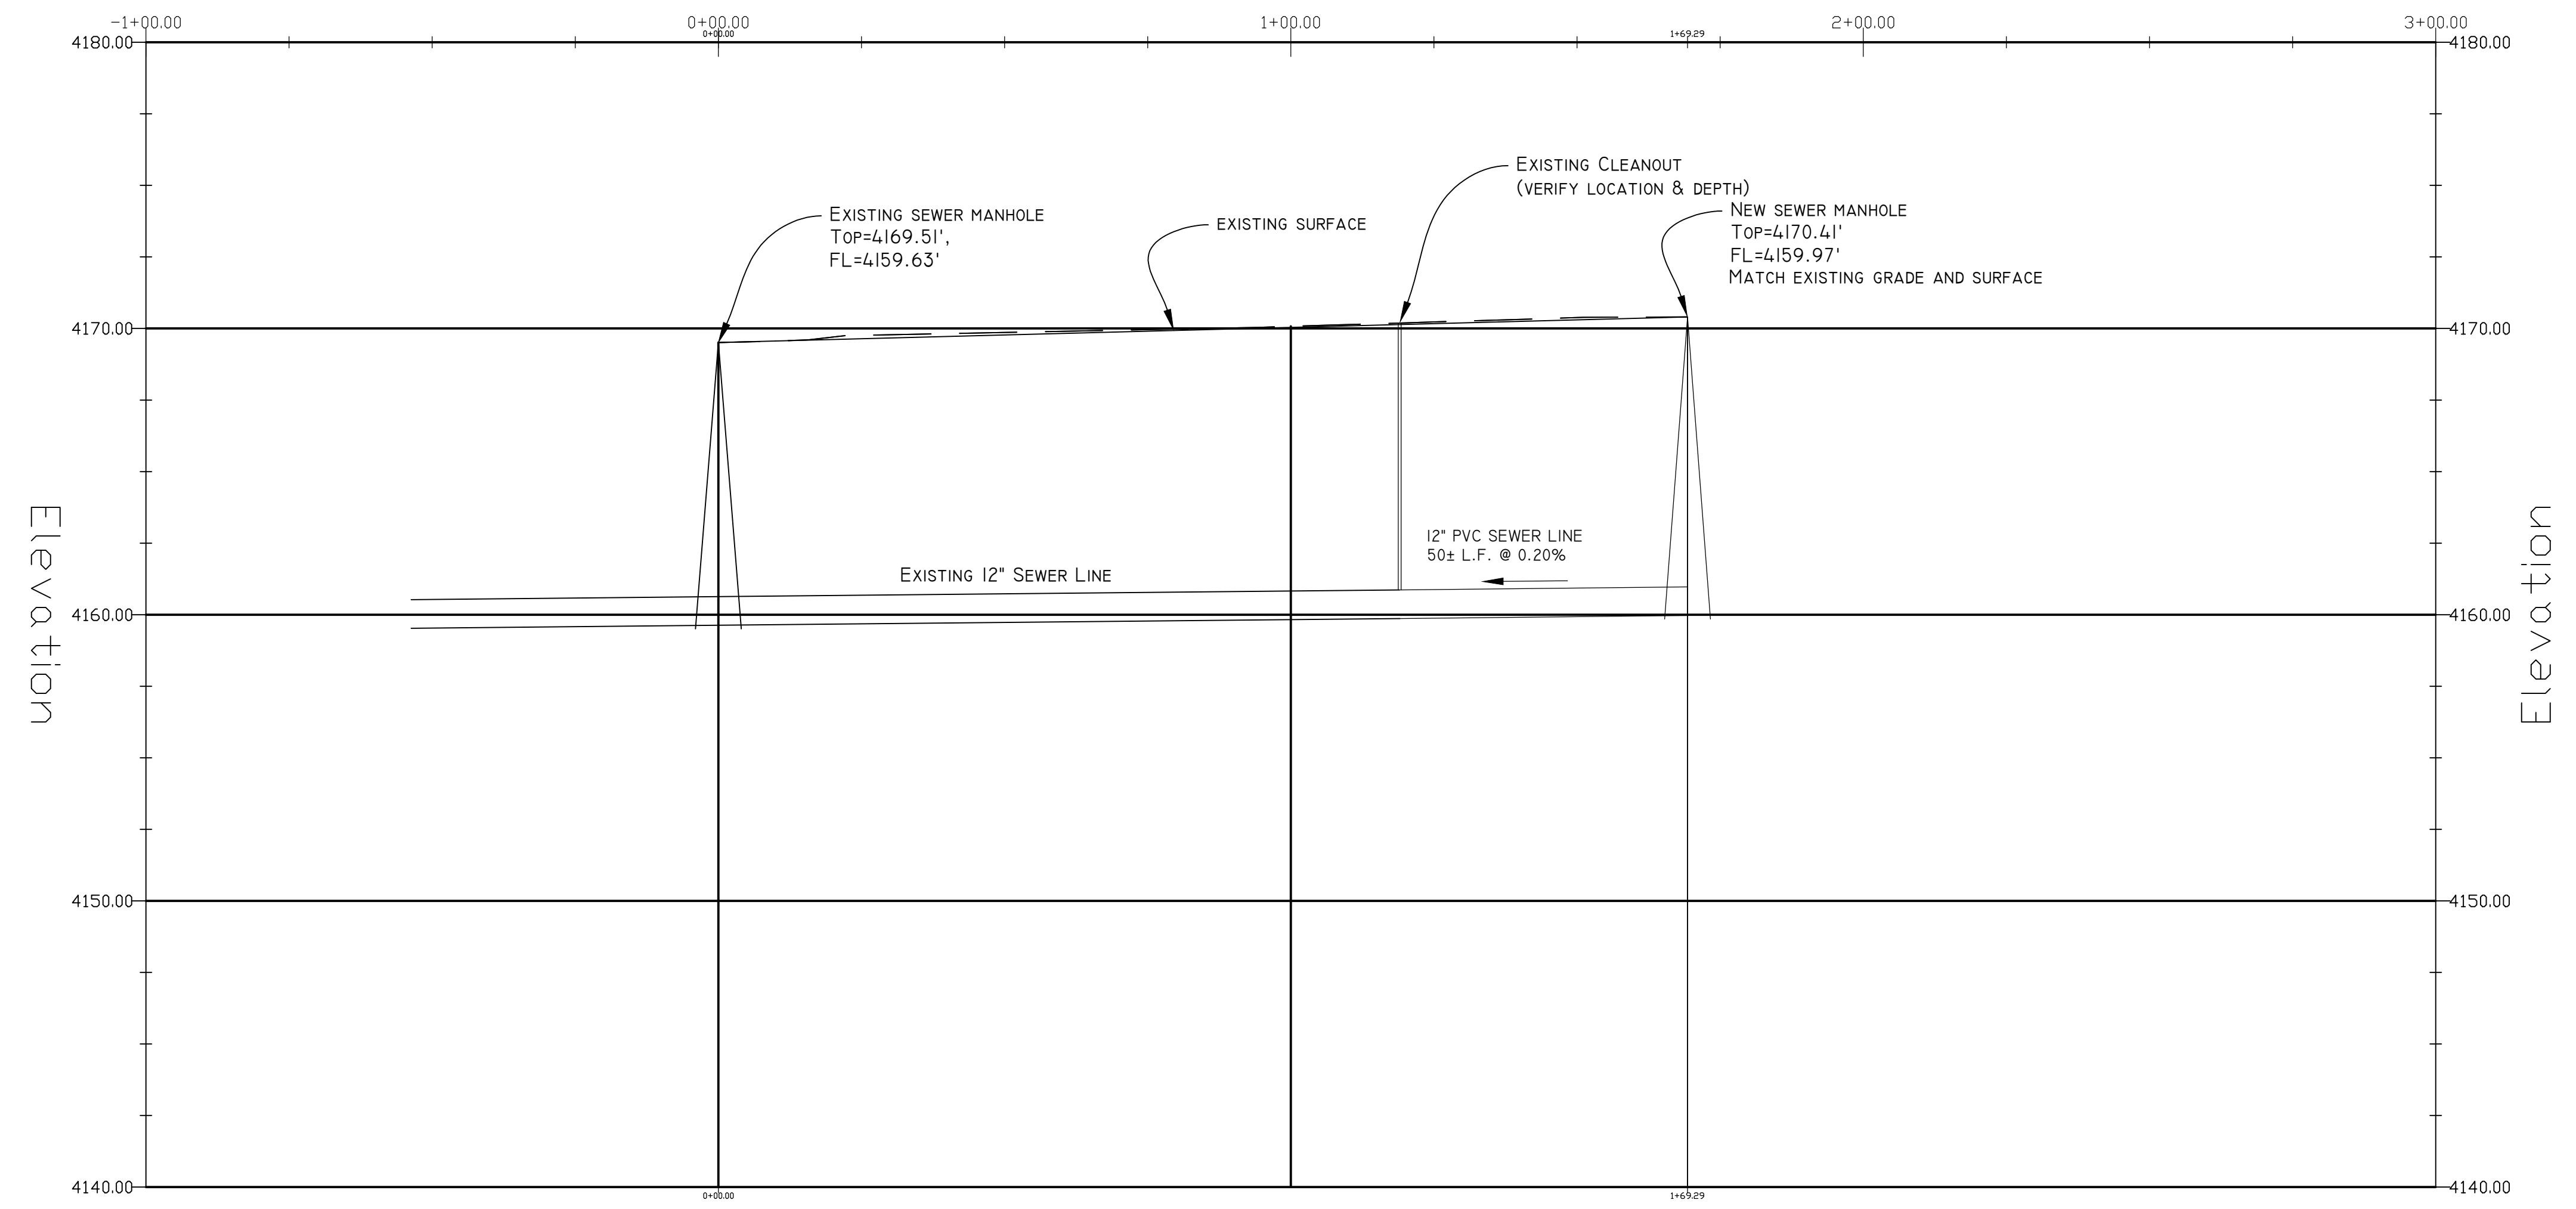 -1+00.00 0+00.00 1+00.00 2+00.00 3+00.00
0+00.00 1+69.29
4180.00 4180.00
EXISTING CLEANOUT
(VERIFY LOCATION & DEPTH)
EXISTING SEWER MANHOLE
TOP=4169.51',
FL=4159.63'
EXISTING SURFACE
NEW SEWER MANHOLE
TOP=4170.41'
FL=4159.97'
MATCH EXISTING GRADE AND SURFACE
4170.00 4170.00
Elevation
Elevation
12" PVC SEWER LINE
50± L.F. @ 0.20%
EXISTING 12" SEWER LINE
4160.00 4160.00
4150.00 4150.00
4140.00 4140.00
0+00.00 1+69.29